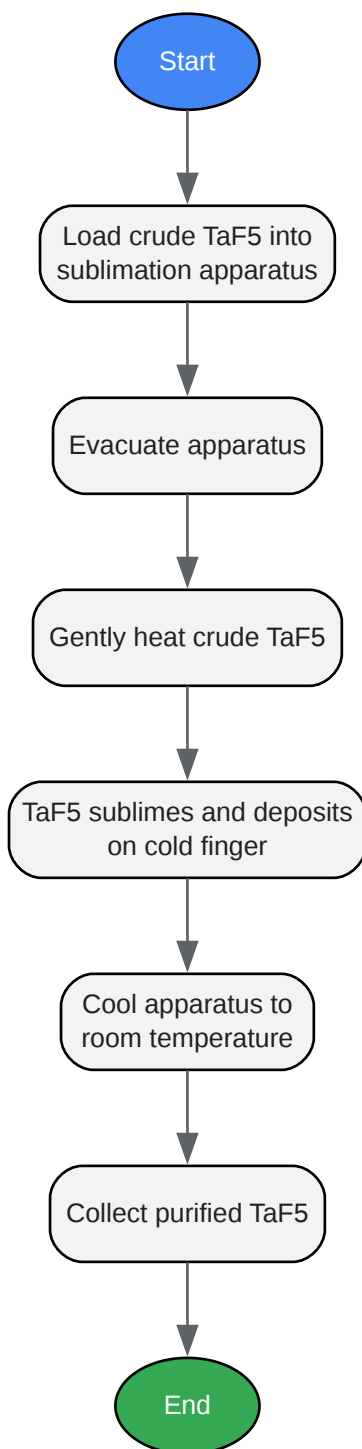 Start
Load crude TaF5 into
sublimation apparatus
Evacuate apparatus
Gently heat crude TaF5
TaF5 sublimes and deposits
on cold finger
Cool apparatus to
room temperature
Collect purified TaF5
End